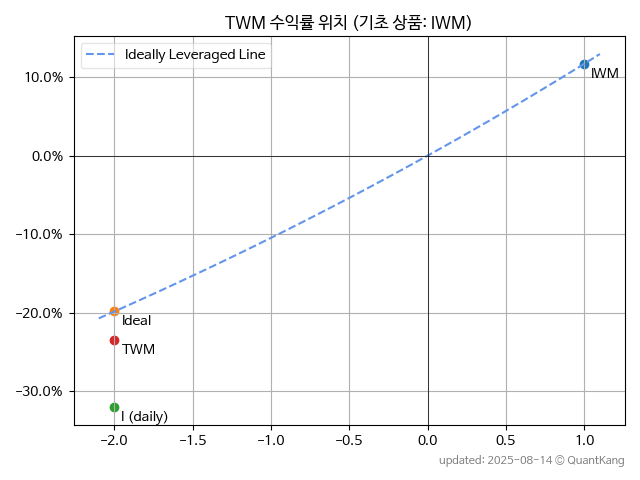 TWM 수익률 위치 (기초 상품: IWM)
Ideally Leveraged Line
10.0%
0.0%
-10.0%
-20.0%
-30.0%
IWM
Ideal
TWM
I (daily)
-2.0 -1.5 -1.0 -0.5 0.0 0.5 1.0
updated: 2025-08-14 © QuantKang